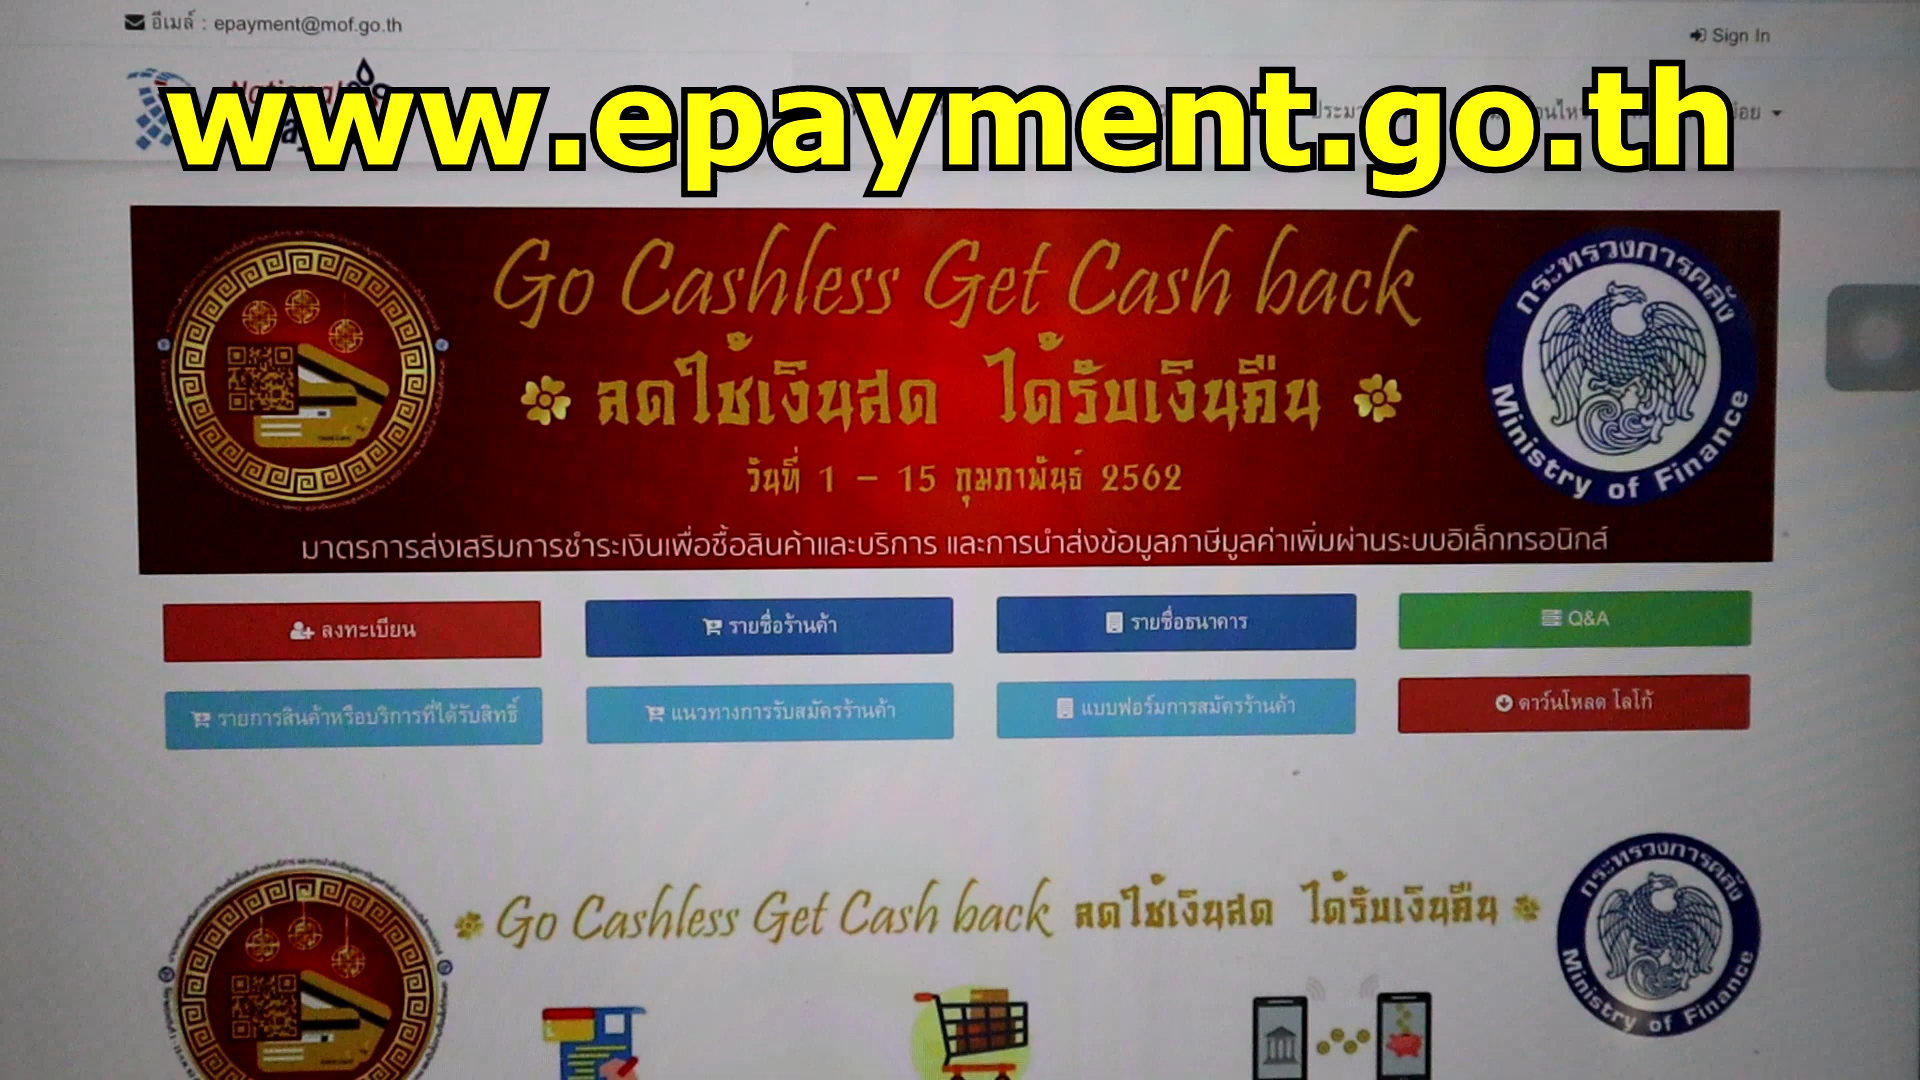 อีเมล์ : epayment@mof.go.th
Sign In
www.epayment.go.th
Go Cashless Get Cash back
ลดใช้เงินสด ได้รับเงินคืน
วันที่ 1 - 15 กุมภาพันธ์ 2562
มาตรการส่งเสริมการชำระเงินเพื่อซื้อสินค้าและบริการ และการนำส่งข้อมูลภาษีมูลค่าเพิ่มผ่านระบบอิเล็กทรอนิกส์
กระทรวงการคลัง
Ministry of Finance
ลงทะเบียน
รายชื่อร้านค้า
รายชื่อธนาคาร
Q&A
รายการสินค้าหรือบริการที่ได้รับสิทธิ์
แนวทางการรับสมัครร้านค้า
แบบฟอร์มการสมัครร้านค้า
ดาว์นโหลด โลโก้
Go Cashless Get Cash back ลดใช้เงินสด ได้รับเงินคืน
กระทรวงการคลัง
Ministry of Finance